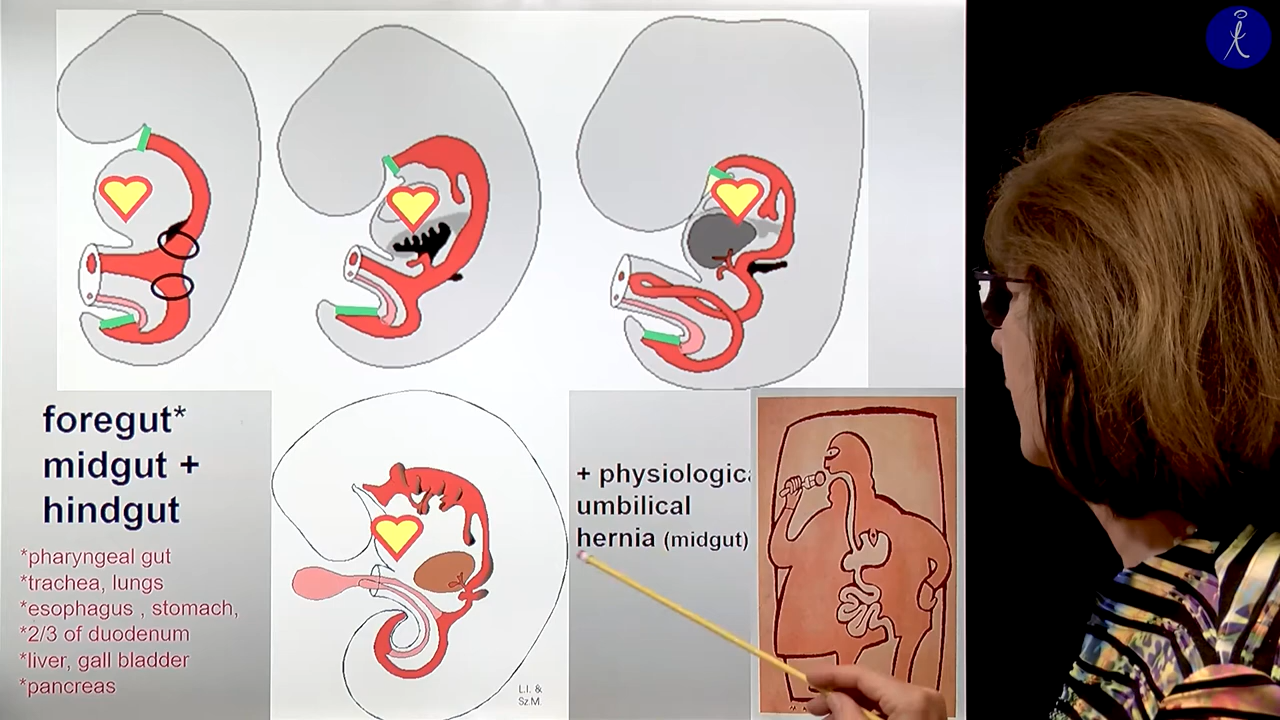 foregut*
midgut +
hindgut
*pharyngeal gut
*trachea, lungs
*esophagus , stomach,
*2/3 of duodenum
*liver, gall bladder
*pancreas
+ physiologica
umbilical
hernia (midgut)
L.I. &
Sz.M.